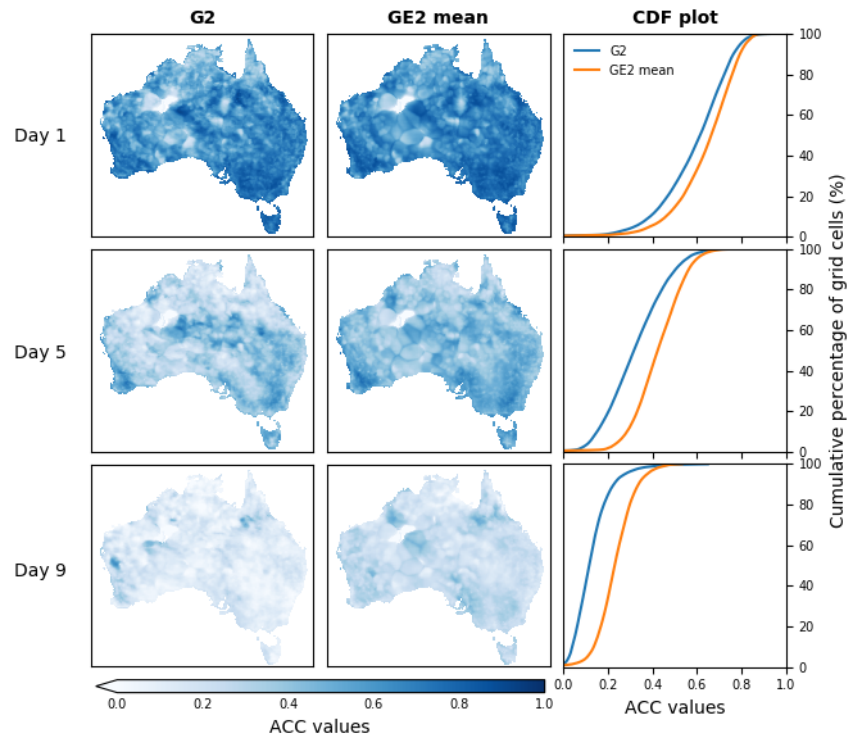 G2 GE2 mean CDF plot
Day 1
G2
GE2 mean
100
80
60
40
20
0
Day 5
100
80
60
40
20
0
Day 9
100
80
60
40
20
0
Cumulative percentage of grid cells (%)
0.0 0.2 0.4 0.6 0.8 1.0
ACC values
0.0 0.2 0.4 0.6 0.8 1.0
ACC values